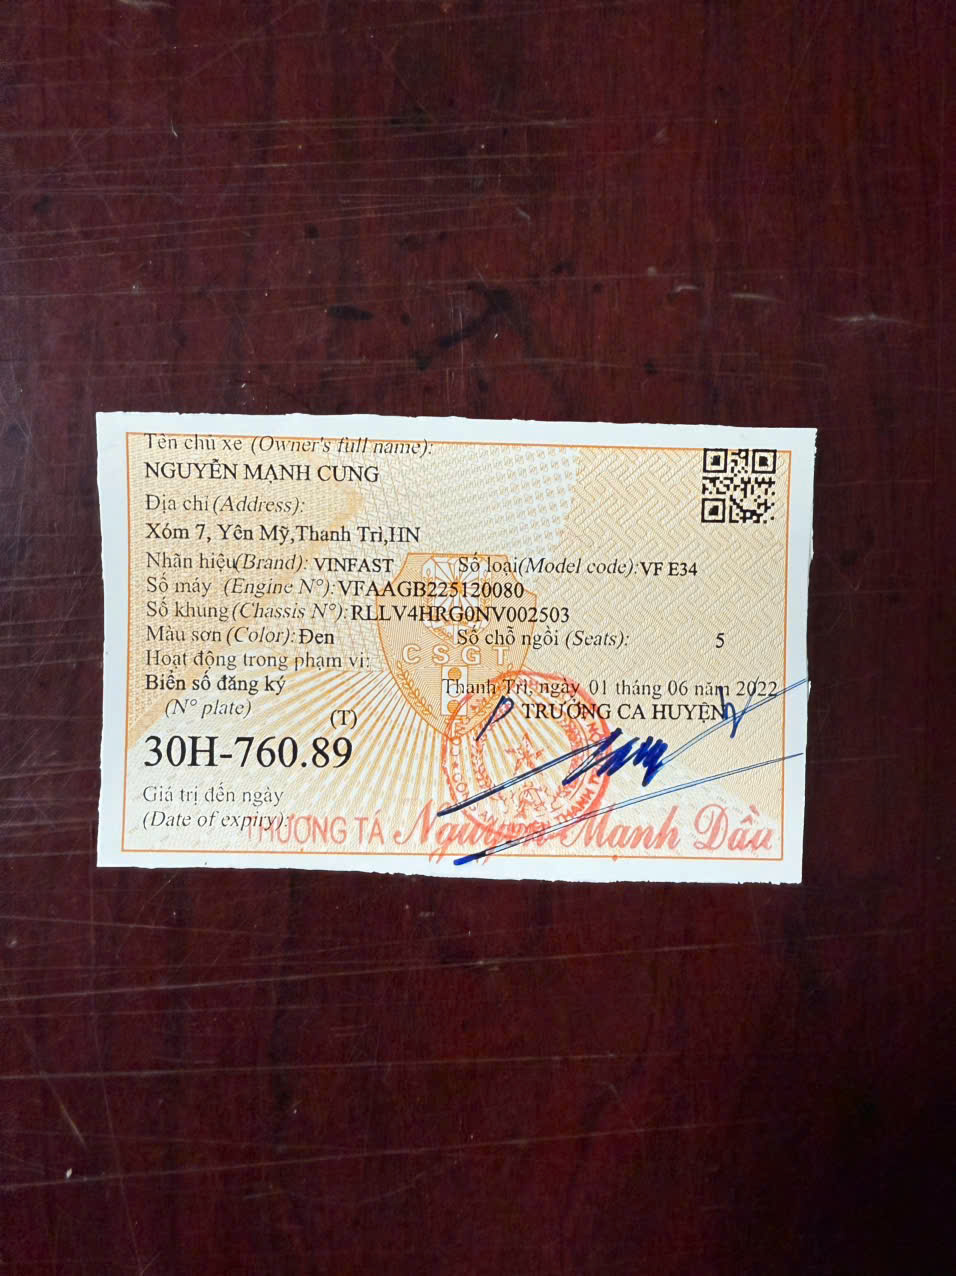 Tên chủ xe (Owner's full name):
NGUYỄN MẠNH CUNG
Địa chỉ (Address):
Xóm 7, Yên Mỹ,Thanh Trì,HN
Nhãn hiệu(Brand): VINFAST Số loại(Model code):VF E34
Số máy (Engine N°):VFAAGB225120080
Số khung (Chassis N°):RLLV4HRG0NV002503
Màu sơn (Color): Đen Số chỗ ngồi (Seats): 5
Hoạt động trong phạm vi:
CSGT
Biển số đăng ký Thanh Trì, ngày 01 tháng 06 năm 2022
(N° plate) TRƯỞNG CA HUYỆN
(T)
30H-760.89
Giá trị đến ngày
(Date of expiry):
THƯỢNG TÁ Nguyễn Mạnh Dầu